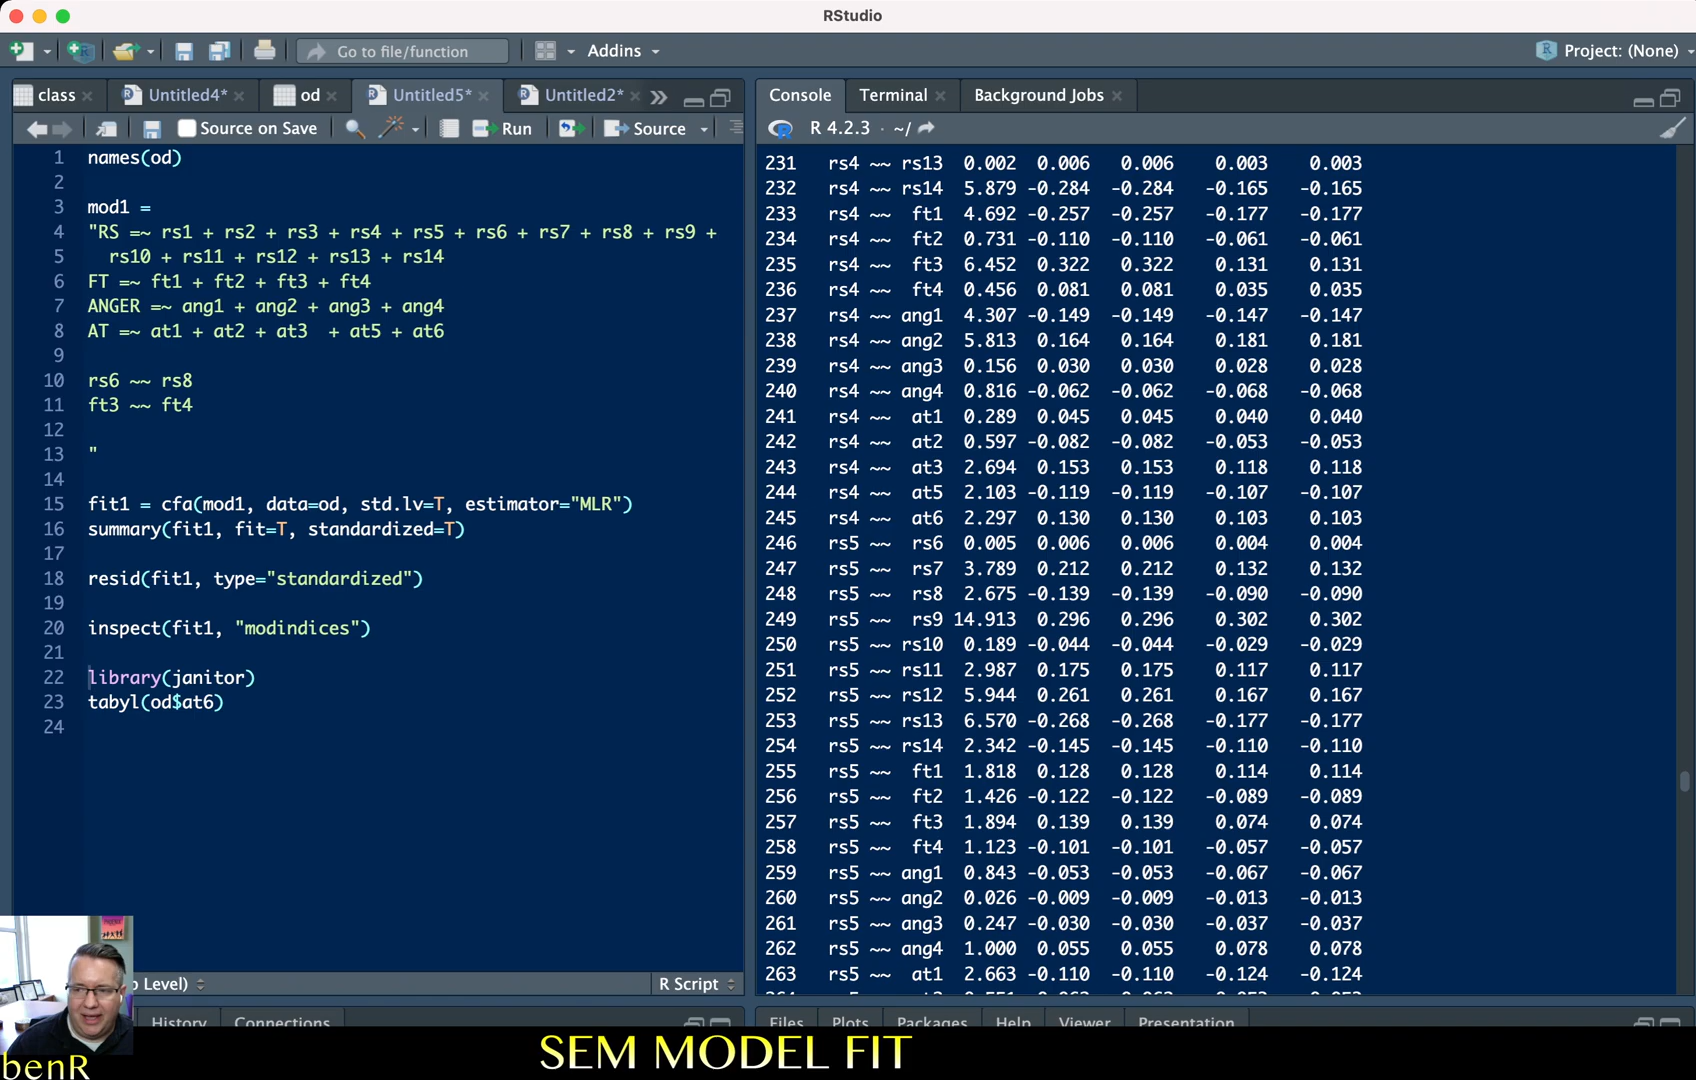 RStudio
Go to file/function
Addins
Project: (None)
class
Untitled4*
od
Untitled5*
Untitled2*
Source on Save
Run
Source
1 names(od)
2
3 mod1 =
4 "RS =~ rs1 + rs2 + rs3 + rs4 + rs5 + rs6 + rs7 + rs8 + rs9 +
5 rs10 + rs11 + rs12 + rs13 + rs14
6 FT =~ ft1 + ft2 + ft3 + ft4
7 ANGER =~ ang1 + ang2 + ang3 + ang4
8 AT =~ at1 + at2 + at3 + at5 + at6
9
10 rs6 ~~ rs8
11 ft3 ~~ ft4
12
13 "
14
15 fit1 = cfa(mod1, data=od, std.lv=T, estimator="MLR")
16 summary(fit1, fit=T, standardized=T)
17
18 resid(fit1, type="standardized")
19
20 inspect(fit1, "modindices")
21
22 library(janitor)
23 tabyl(od$at6)
24
p Level)
R Script
History
Connections
Console
Terminal
Background Jobs
R 4.2.3 · ~/
231 rs4 ~~ rs13 0.002 0.006 0.006 0.003 0.003
232 rs4 ~~ rs14 5.879 -0.284 -0.284 -0.165 -0.165
233 rs4 ~~ ft1 4.692 -0.257 -0.257 -0.177 -0.177
234 rs4 ~~ ft2 0.731 -0.110 -0.110 -0.061 -0.061
235 rs4 ~~ ft3 6.452 0.322 0.322 0.131 0.131
236 rs4 ~~ ft4 0.456 0.081 0.081 0.035 0.035
237 rs4 ~~ ang1 4.307 -0.149 -0.149 -0.147 -0.147
238 rs4 ~~ ang2 5.813 0.164 0.164 0.181 0.181
239 rs4 ~~ ang3 0.156 0.030 0.030 0.028 0.028
240 rs4 ~~ ang4 0.816 -0.062 -0.062 -0.068 -0.068
241 rs4 ~~ at1 0.289 0.045 0.045 0.040 0.040
242 rs4 ~~ at2 0.597 -0.082 -0.082 -0.053 -0.053
243 rs4 ~~ at3 2.694 0.153 0.153 0.118 0.118
244 rs4 ~~ at5 2.103 -0.119 -0.119 -0.107 -0.107
245 rs4 ~~ at6 2.297 0.130 0.130 0.103 0.103
246 rs5 ~~ rs6 0.005 0.006 0.006 0.004 0.004
247 rs5 ~~ rs7 3.789 0.212 0.212 0.132 0.132
248 rs5 ~~ rs8 2.675 -0.139 -0.139 -0.090 -0.090
249 rs5 ~~ rs9 14.913 0.296 0.296 0.302 0.302
250 rs5 ~~ rs10 0.189 -0.044 -0.044 -0.029 -0.029
251 rs5 ~~ rs11 2.987 0.175 0.175 0.117 0.117
252 rs5 ~~ rs12 5.944 0.261 0.261 0.167 0.167
253 rs5 ~~ rs13 6.570 -0.268 -0.268 -0.177 -0.177
254 rs5 ~~ rs14 2.342 -0.145 -0.145 -0.110 -0.110
255 rs5 ~~ ft1 1.818 0.128 0.128 0.114 0.114
256 rs5 ~~ ft2 1.426 -0.122 -0.122 -0.089 -0.089
257 rs5 ~~ ft3 1.894 0.139 0.139 0.074 0.074
258 rs5 ~~ ft4 1.123 -0.101 -0.101 -0.057 -0.057
259 rs5 ~~ ang1 0.843 -0.053 -0.053 -0.067 -0.067
260 rs5 ~~ ang2 0.026 -0.009 -0.009 -0.013 -0.013
261 rs5 ~~ ang3 0.247 -0.030 -0.030 -0.037 -0.037
262 rs5 ~~ ang4 1.000 0.055 0.055 0.078 0.078
263 rs5 ~~ at1 2.663 -0.110 -0.110 -0.124 -0.124
Files
Plots
Packages
Help
Viewer
Presentation
SEM MODEL FIT
benR